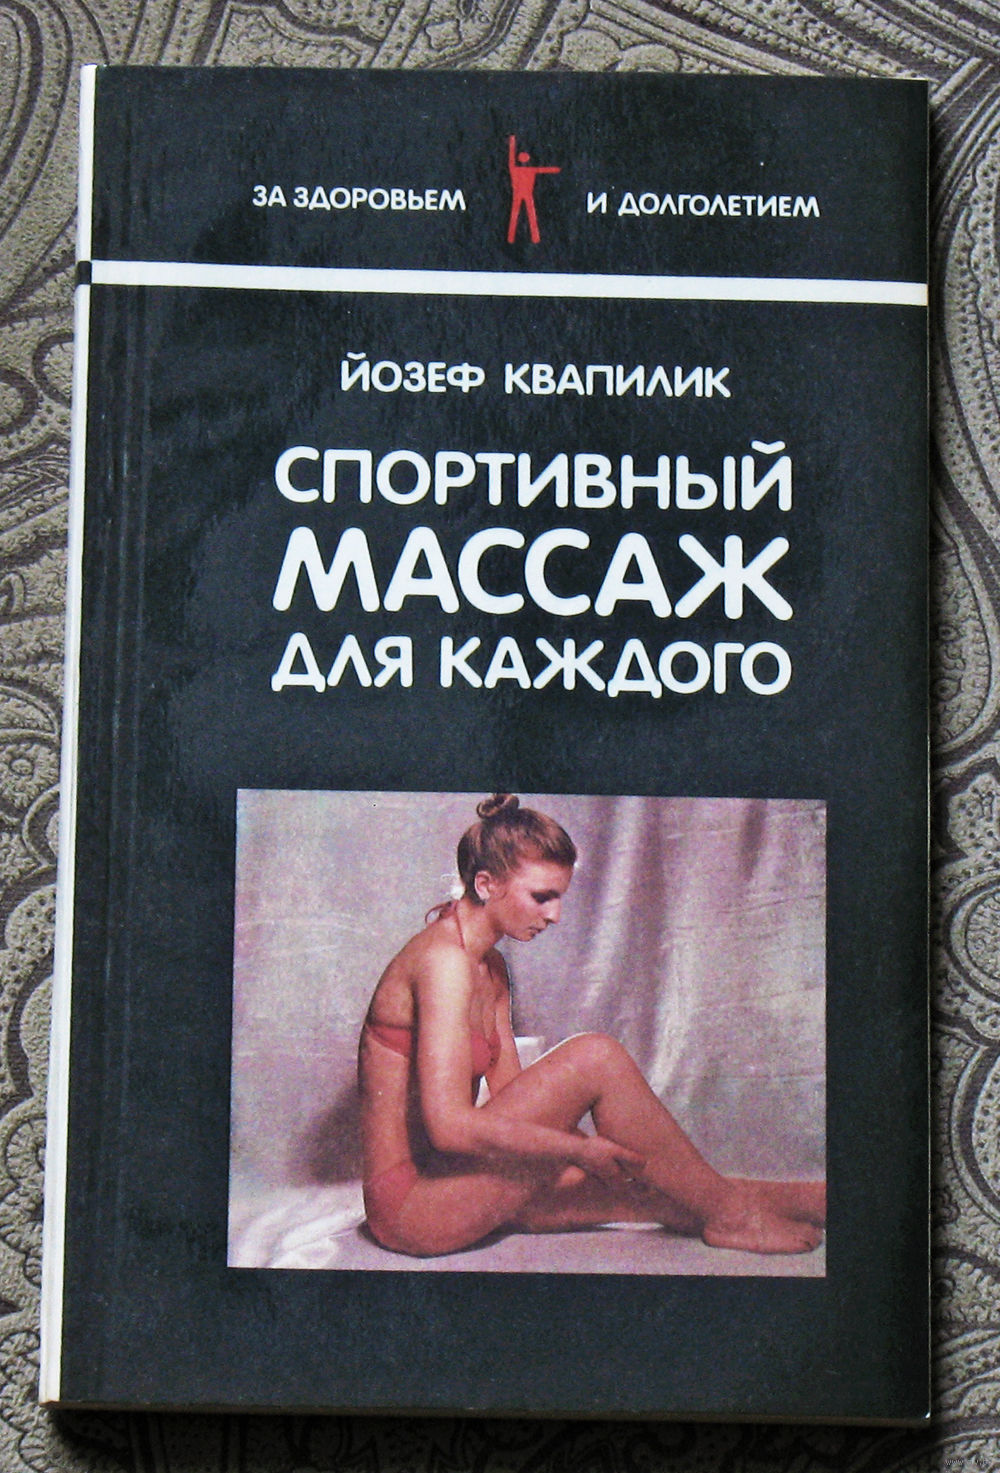 ЗА ЗДОРОВЬЕМ И ДОЛГОЛЕТИЕМ
ЙОЗЕФ КВАПИЛИК
СПОРТИВНЫЙ
МАССАЖ
ДЛЯ КАЖДОГО